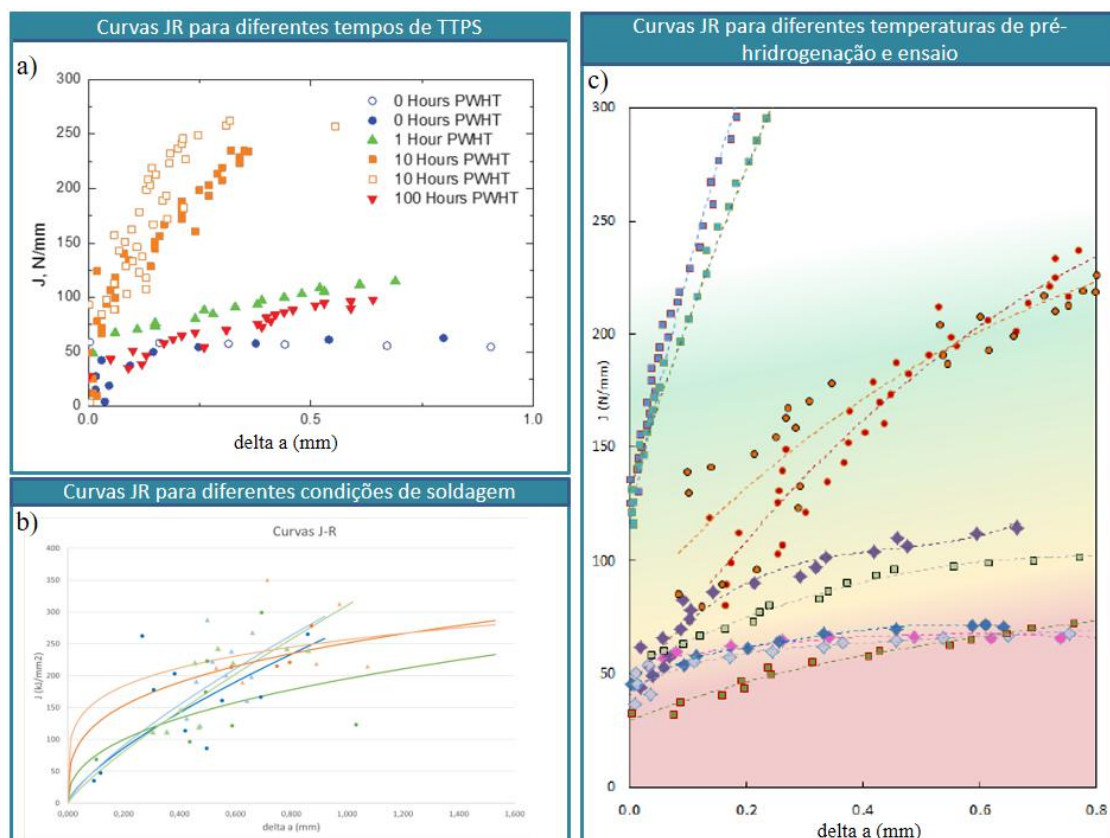 Curvas JR para diferentes tempos de TTPS
a)
300
250
200
150
100
50
0
J, N/mm
0 Hours PWHT
0 Hours PWHT
1 Hour PWHT
10 Hours PWHT
10 Hours PWHT
100 Hours PWHT
0.0
0.5
1.0
delta a (mm)
Curvas JR para diferentes condições de soldagem
b)
Curvas J-R
400
350
300
250
200
150
100
50
0
J (kJ/mm2)
0,000
0,200
0,400
0,600
0,800
1,000
1,200
1,400
1,600
delta a (mm)
Curvas JR para diferentes temperaturas de pré-
hridrogenação e ensaio
c)
300
250
200
150
100
50
0
J (N/mm)
0.0
0.2
0.4
0.6
0.8
delta a (mm)